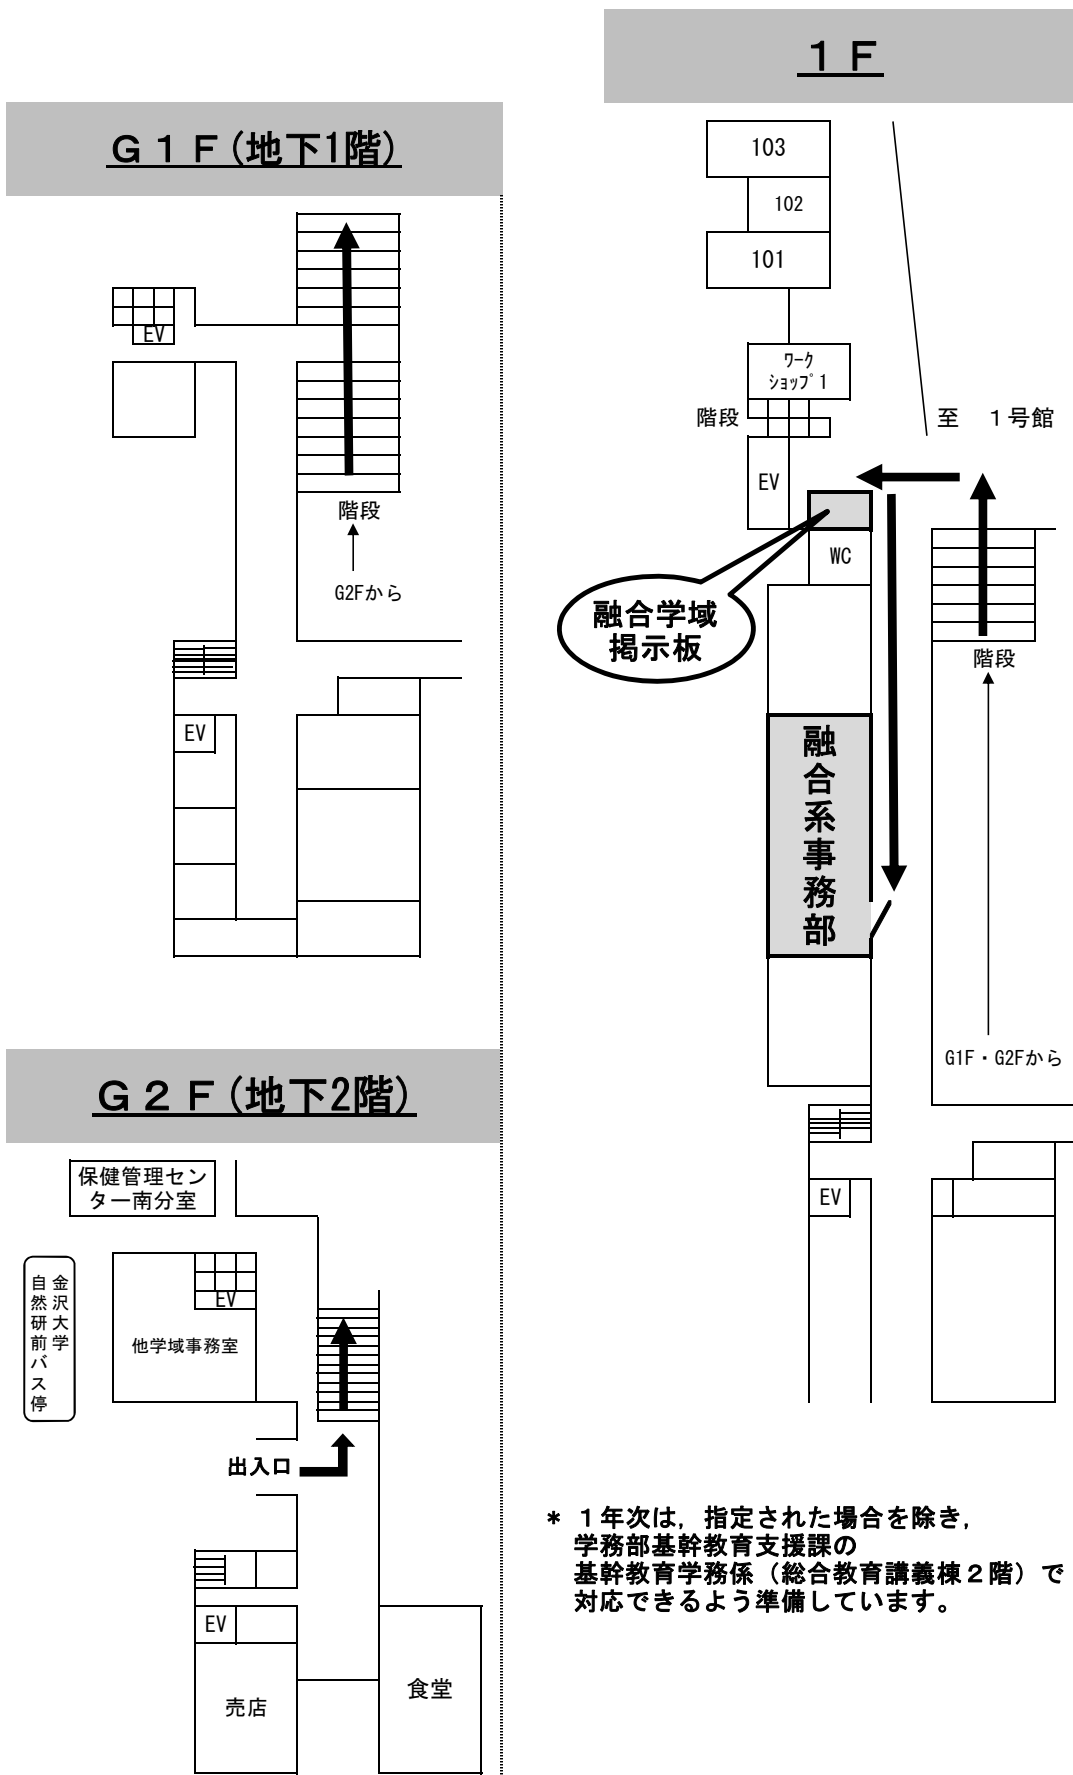 G1F(地下1階)
EV
階段
G2Fから
EV
G2F(地下2階)
保健管理セン
ター南分室
金沢大学
自然研前バス停
EV
他学域事務室
出入口
EV
売店
食堂
1F
103
102
101
ワーク
ショップ1
階段
至 1号館
EV
WC
融合学域
掲示板
階段
融合系事務部
G1F・G2Fから
EV
* 1年次は,指定された場合を除き,
学務部基幹教育支援課の
基幹教育学務係(総合教育講義棟2階)で
対応できるよう準備しています。